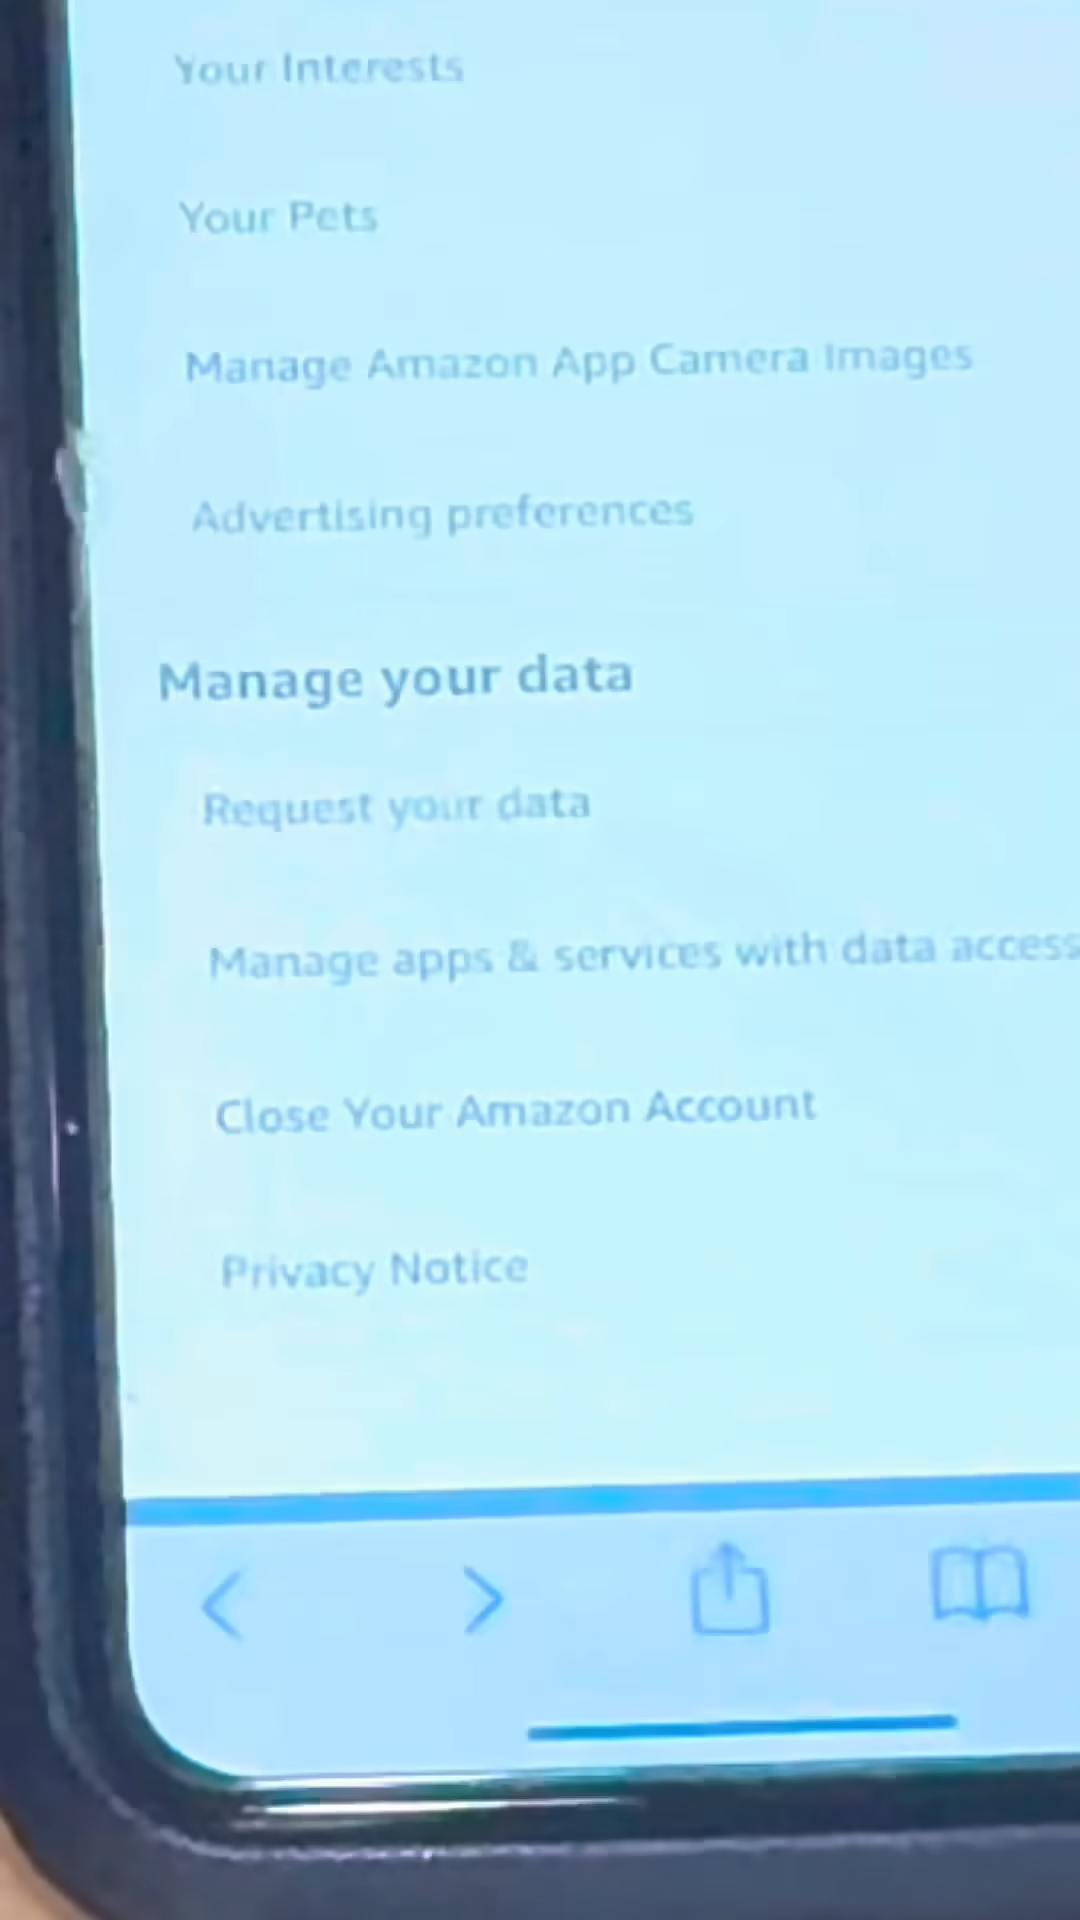 Your Interests
Your Pets
Manage Amazon App Camera Images
Advertising preferences
Manage your data
Request your data
Manage apps & services with data access
Close Your Amazon Account
Privacy Notice